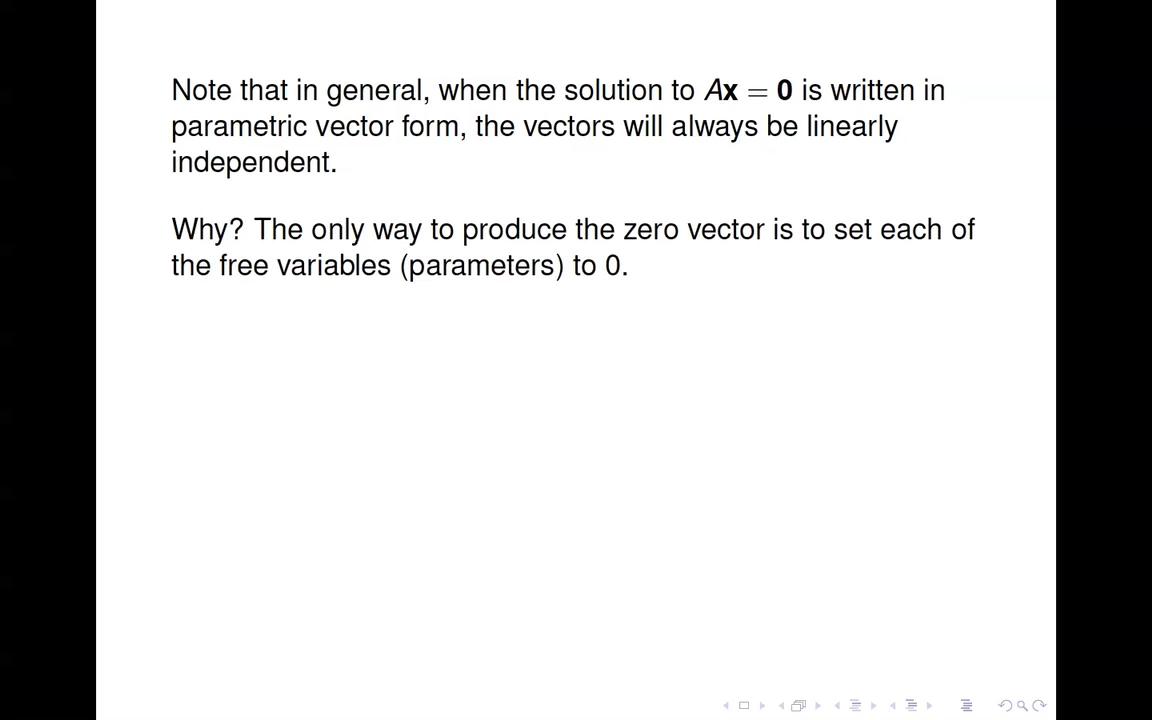 Note that in general, when the solution to Ax = 0 is written in
parametric vector form, the vectors will always be linearly
independent.
Why? The only way to produce the zero vector is to set each of
the free variables (parameters) to 0.